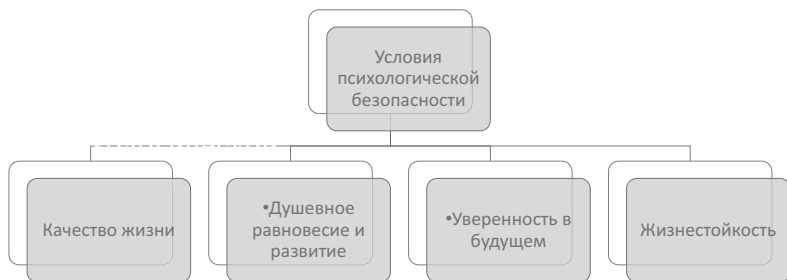 Условия
психологической
безопасности
Качество жизни
•Душевное
равновесие и
развитие
•Уверенность в
будущем
Жизнестойкость